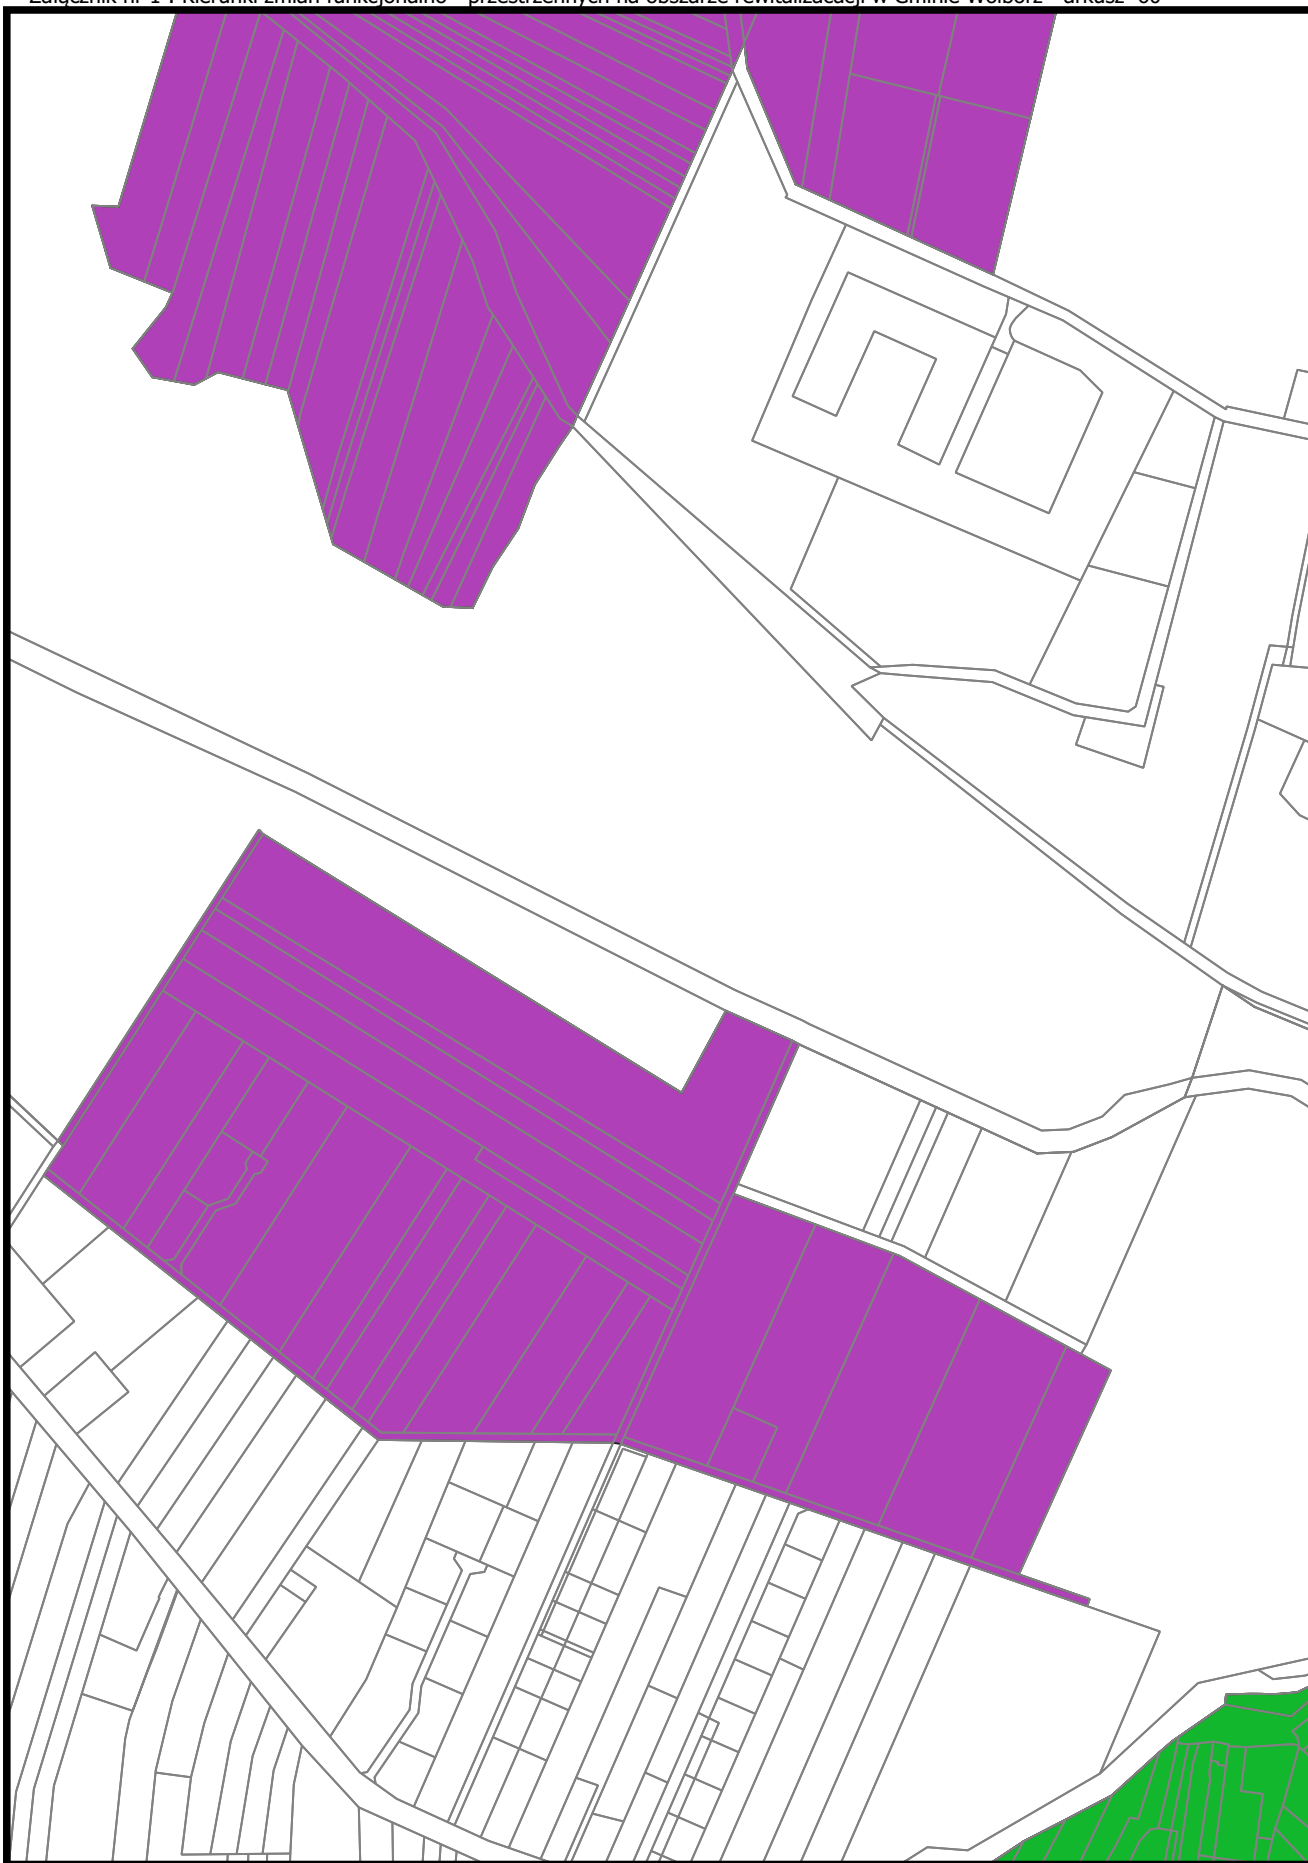 Załącznik nr 1 : Kierunki zmian funkcjonalno - przestrzennych na obszarze rewitalizacji w Gminie Wolbórz - arkusz